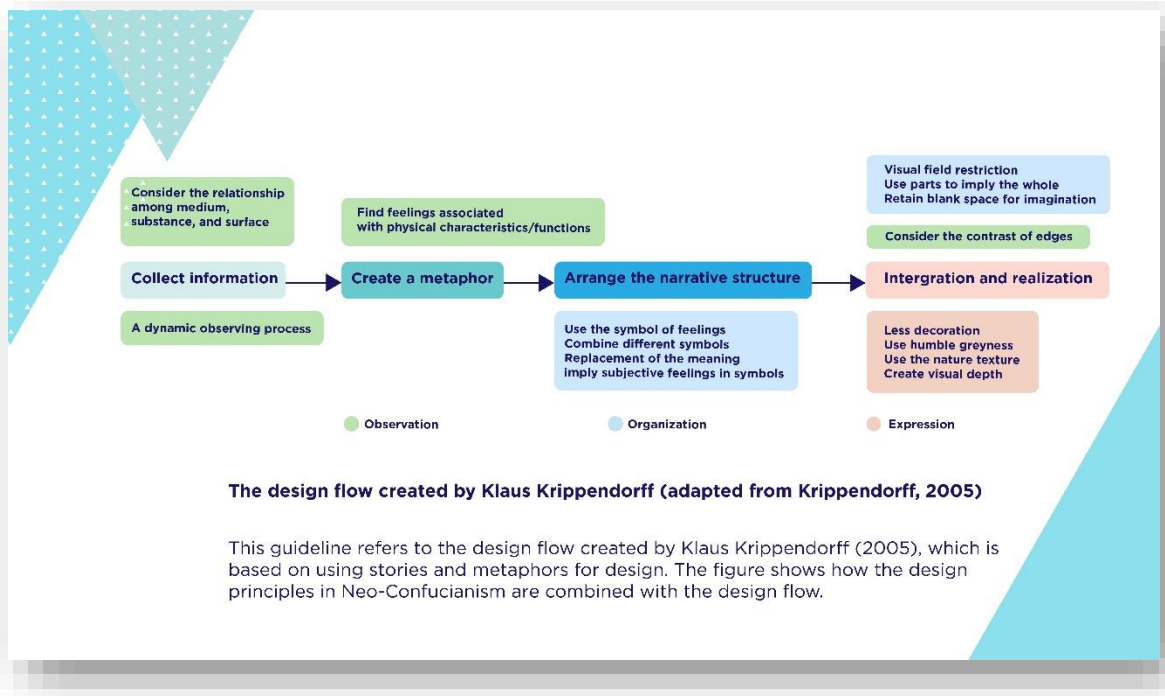 Consider the relationship
among medium,
substance, and surface
Find feelings associated
with physical characteristics/functions
Visual field restriction
Use parts to imply the whole
Retain blank space for imagination
Consider the contrast of edges
Collect information
Create a metaphor
Arrange the narrative structure
Intergration and realization
A dynamic observing process
Use the symbol of feelings
Combine different symbols
Replacement of the meaning
imply subjective feelings in symbols
Less decoration
Use humble greyness
Use the nature texture
Create visual depth
Observation
Organization
Expression
The design flow created by Klaus Krippendorff (adapted from Krippendorff, 2005)
This guideline refers to the design flow created by Klaus Krippendorff (2005), which is
based on using stories and metaphors for design. The figure shows how the design
principles in Neo-Confucianism are combined with the design flow.